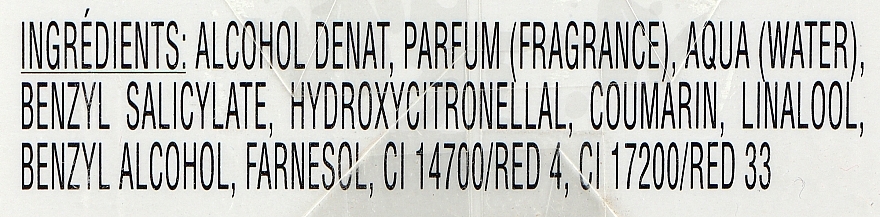 INGRÉDIENTS: ALCOHOL DENAT, PARFUM (FRAGRANCE), AQUA (WATER),
BENZYL SALICYLATE, HYDROXYCITRONELLAL, COUMARIN, LINALOOL,
BENZYL ALCOHOL, FARNESOL, CI 14700/RED 4, CI 17200/RED 33